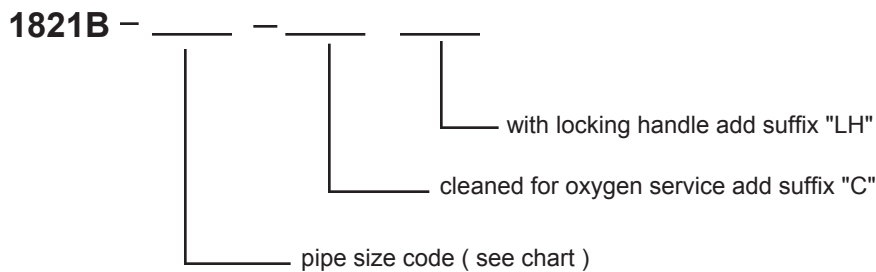 1821B – ____ – ____ ____
with locking handle add suffix "LH"
cleaned for oxygen service add suffix "C"
pipe size code ( see chart )